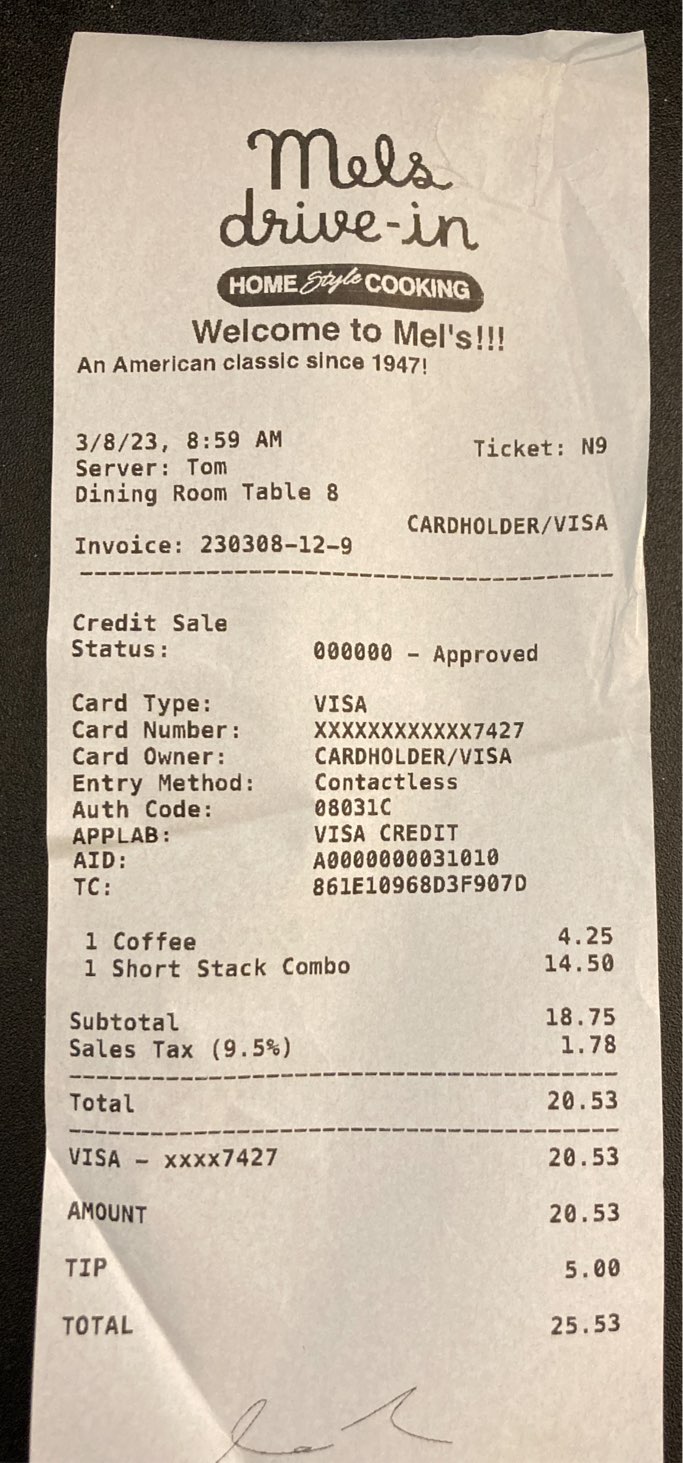 Mels
drive-in
HOME Style COOKING
Welcome to Mel's!!!
An American classic since 1947!
3/8/23, 8:59 AM Ticket: N9
Server: Tom
Dining Room Table 8
CARDHOLDER/VISA
Invoice: 230308-12-9
Credit Sale
Status: 000000 - Approved
Card Type: VISA
Card Number: XXXXXXXXXXXX7427
Card Owner: CARDHOLDER/VISA
Entry Method: Contactless
Auth Code: 08031C
APPLAB: VISA CREDIT
AID: A0000000031010
TC: 861E10968D3F907D
1 Coffee 4.25
1 Short Stack Combo 14.50
Subtotal 18.75
Sales Tax (9.5%) 1.78
Total 20.53
VISA - xxxx7427 20.53
AMOUNT 20.53
TIP 5.00
TOTAL 25.53